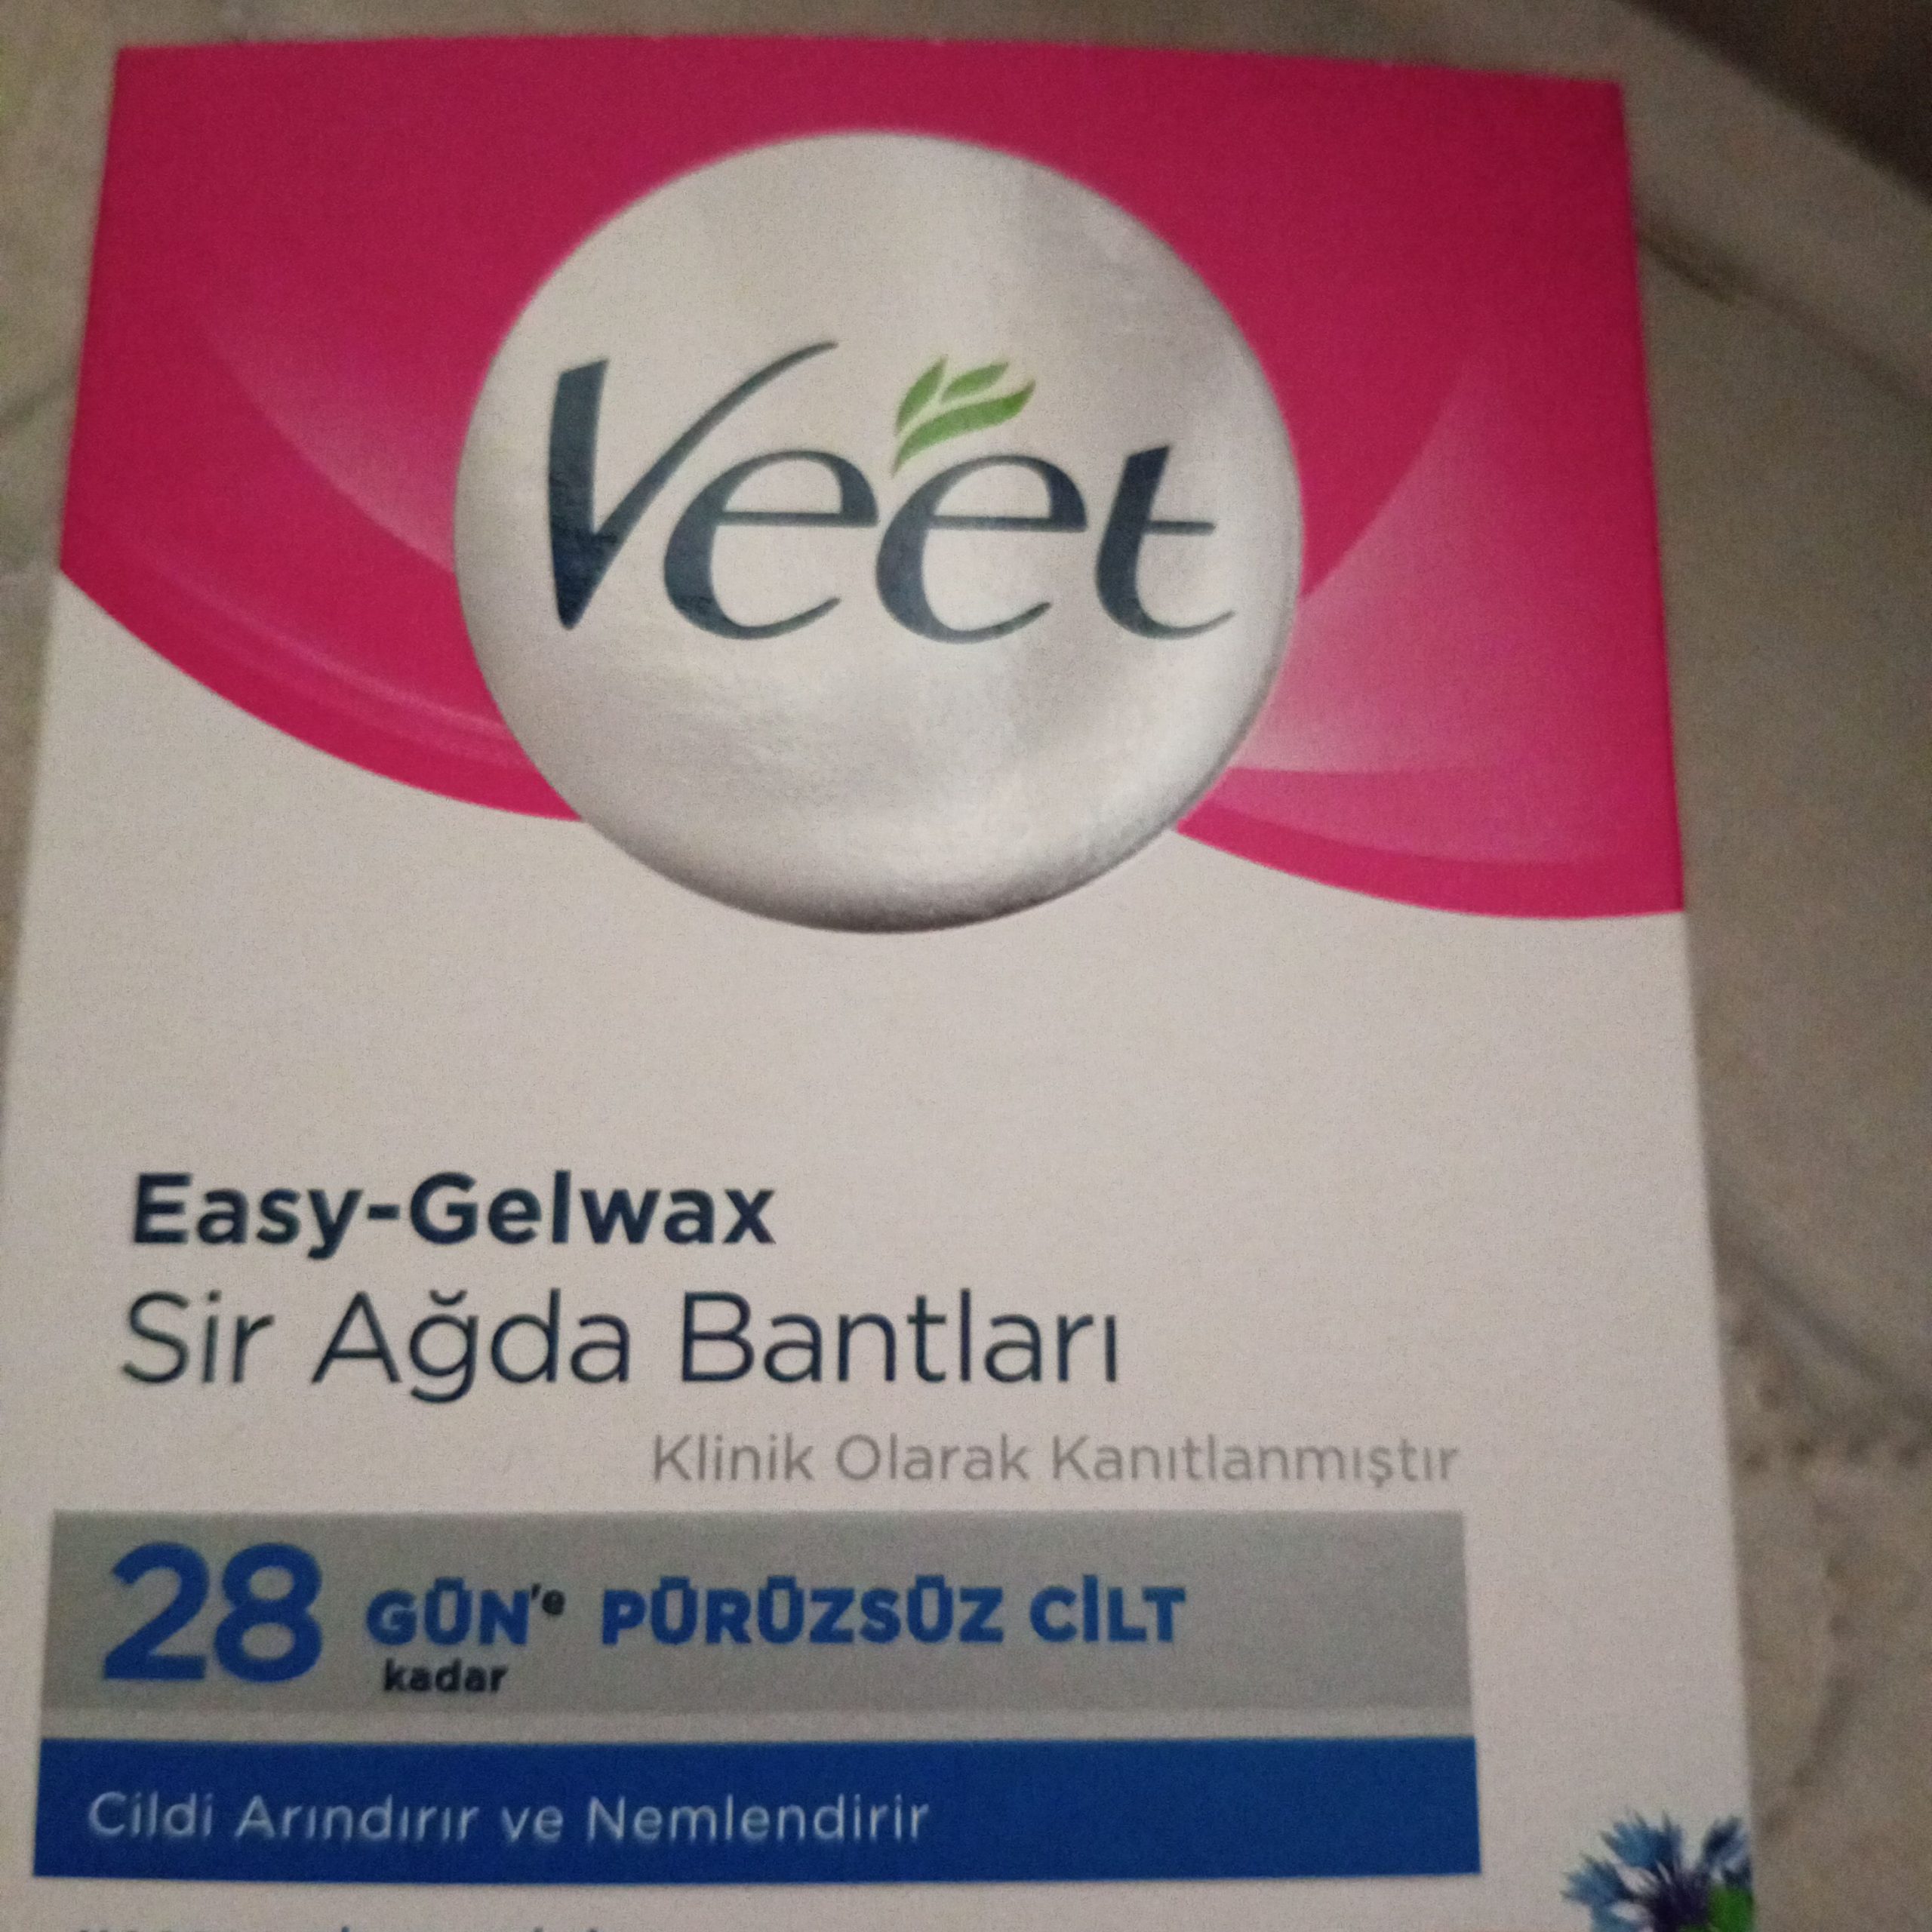 Veet
Easy-Gelwax
Sir Ağda Bantları
Klinik Olarak Kanıtlanmıştır
28 GÜN'e PÜRÜZSÜZ CİLT
kadar
Cildi Arındırır ve Nemlendirir